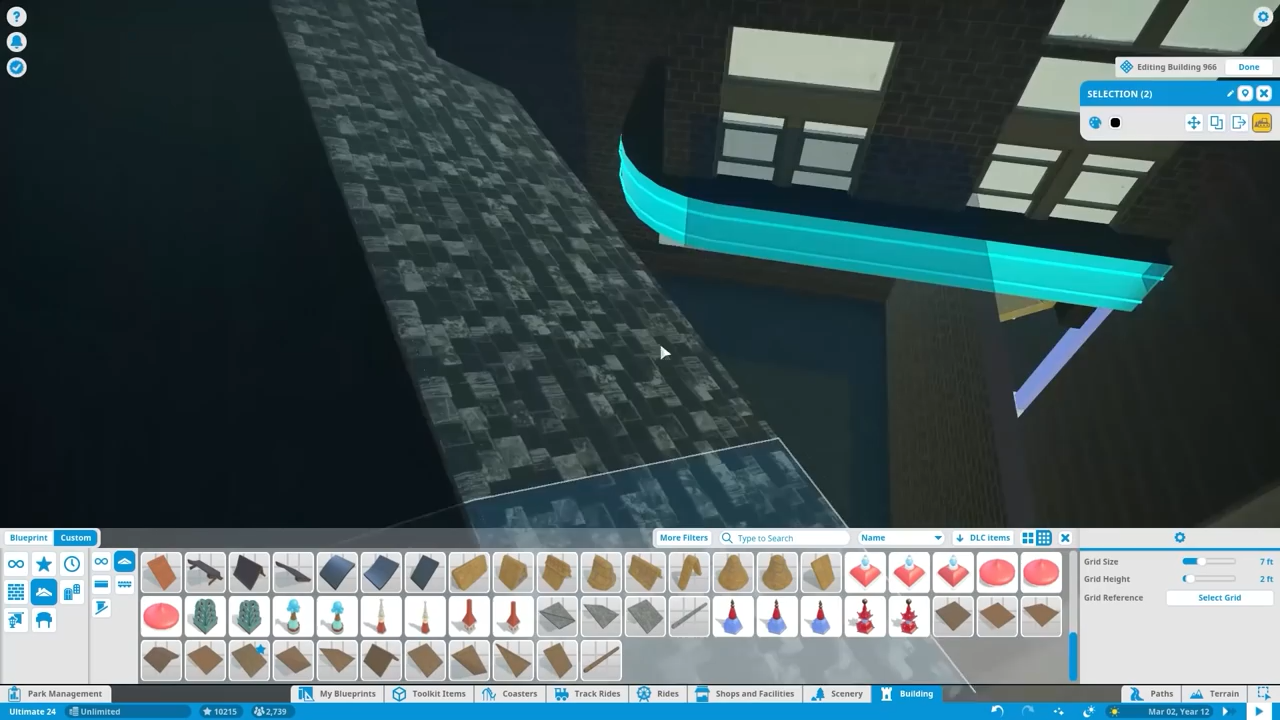 Editing Building 966
Done
SELECTION (2)
Blueprint
Custom
More Filters
Type to Search
Name
DLC items
Grid Size
7 ft
Grid Height
2 ft
Grid Reference
Select Grid
Park Management
My Blueprints
Toolkit Items
Coasters
Track Rides
Rides
Shops and Facilities
Scenery
Building
Paths
Terrain
Ultimate 24
Unlimited
10215
2,739
Mar 02, Year 12